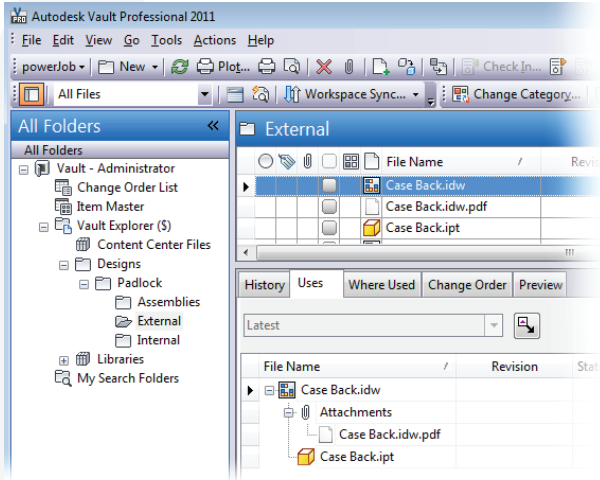 Autodesk Vault Professional 2011
File Edit View Go Tools Actions Help
powerJob New Plot... Check In...
All Files Workspace Sync... Change Category...
All Folders
All Folders
Vault - Administrator
Change Order List
Item Master
Vault Explorer ($)
Content Center Files
Designs
Padlock
Assemblies
External
Internal
Libraries
My Search Folders
External
File Name
Case Back.idw
Case Back.idw.pdf
Case Back.ipt
History Uses Where Used Change Order Preview
Latest
File Name Revision
Case Back.idw
Attachments
Case Back.idw.pdf
Case Back.ipt